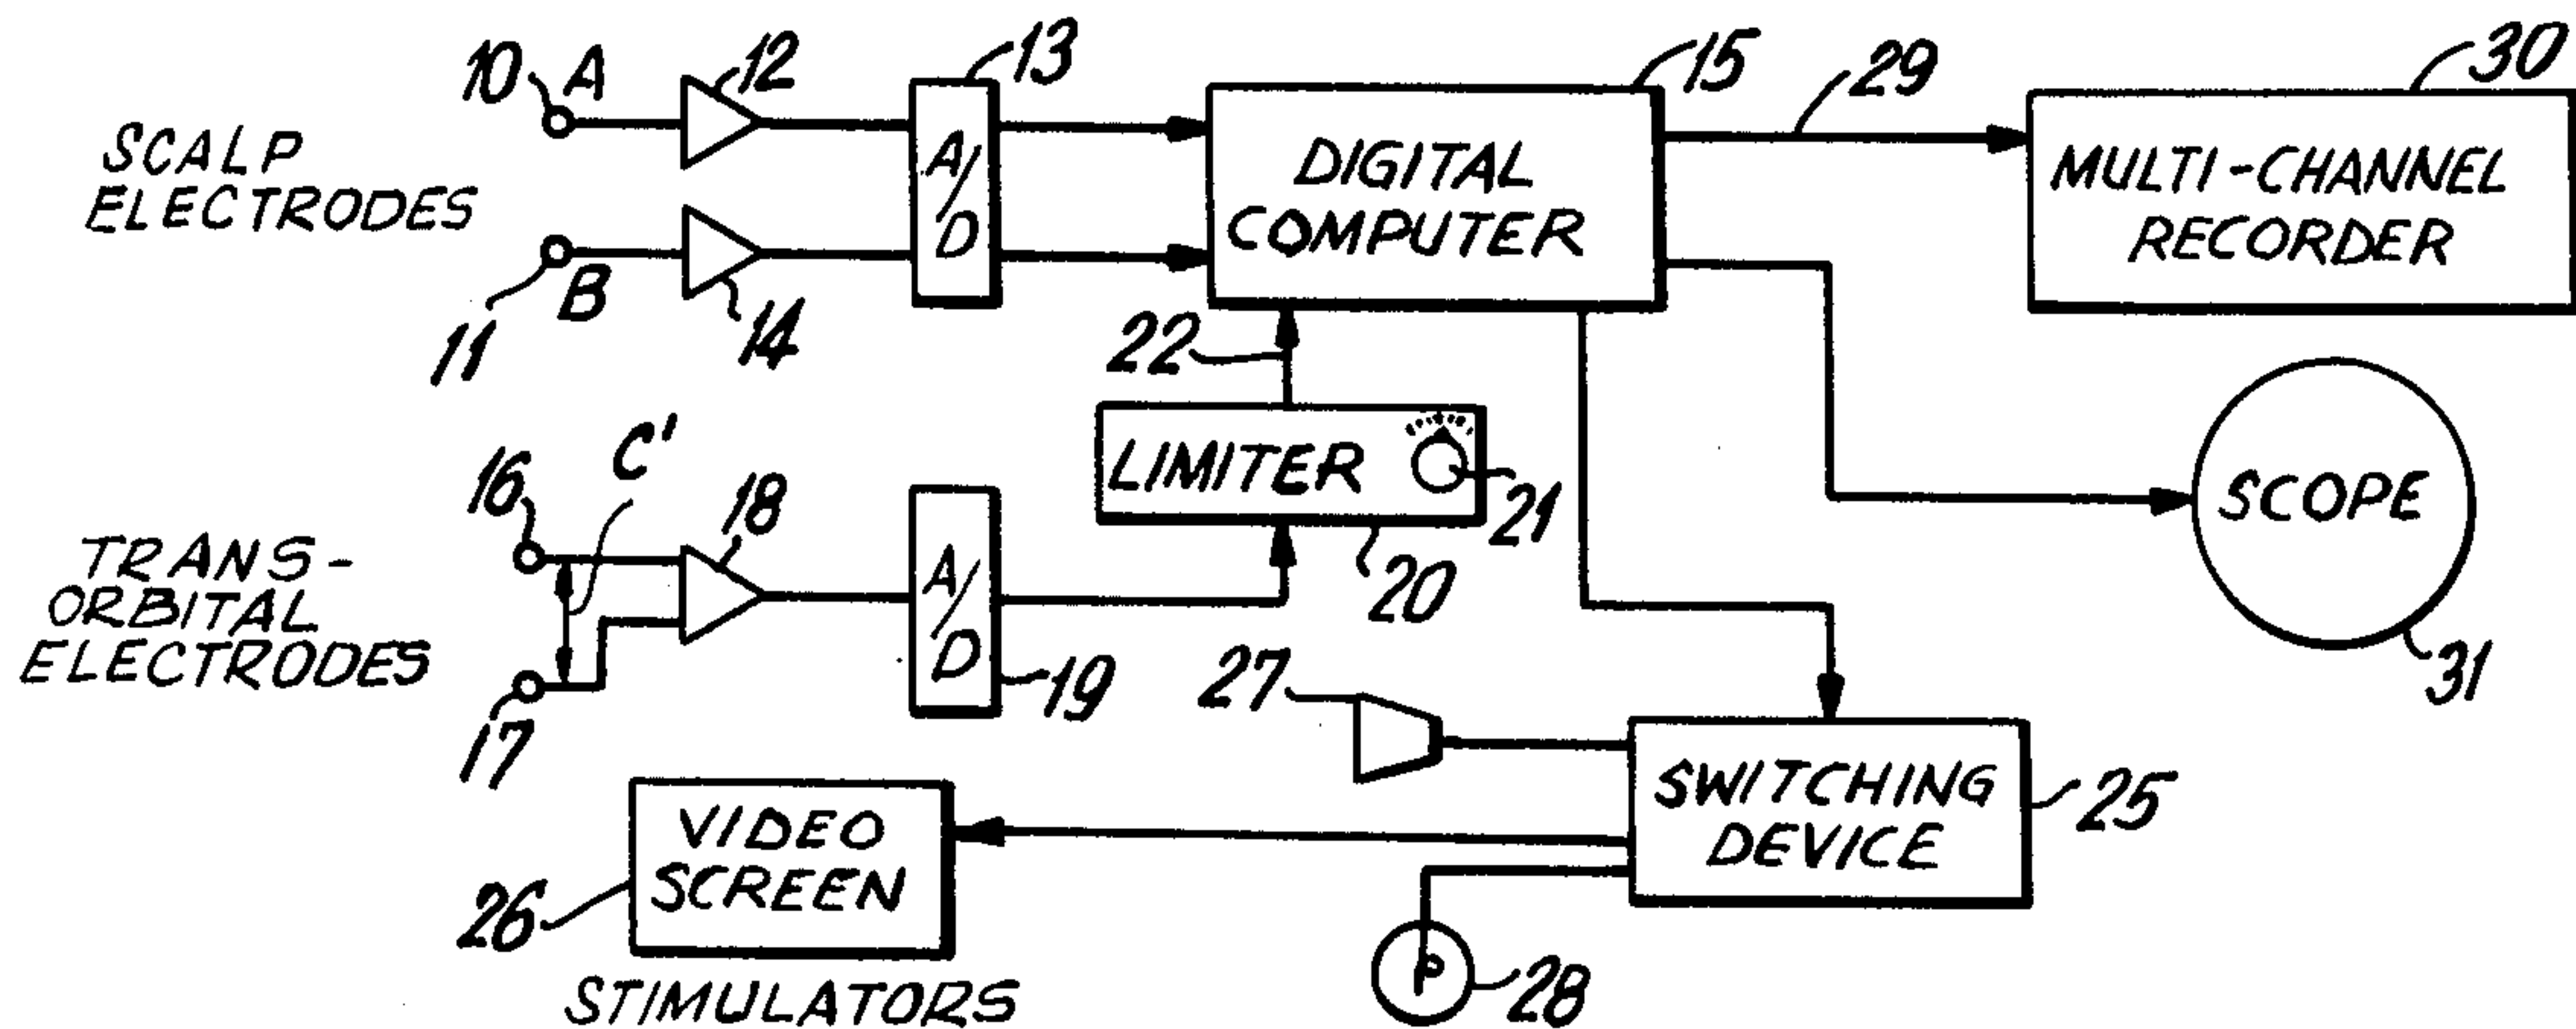 10
A
12
13
15
29
30
SCALP
ELECTRODES
A/D
DIGITAL
COMPUTER
MULTI-CHANNEL
RECORDER
11
B
14
22
C'
LIMITER
21
20
SCOPE
31
16
18
TRANS-
ORBITAL
ELECTRODES
17
A/D
19
27
SWITCHING
DEVICE
25
VIDEO
SCREEN
26
P
28
STIMULATORS